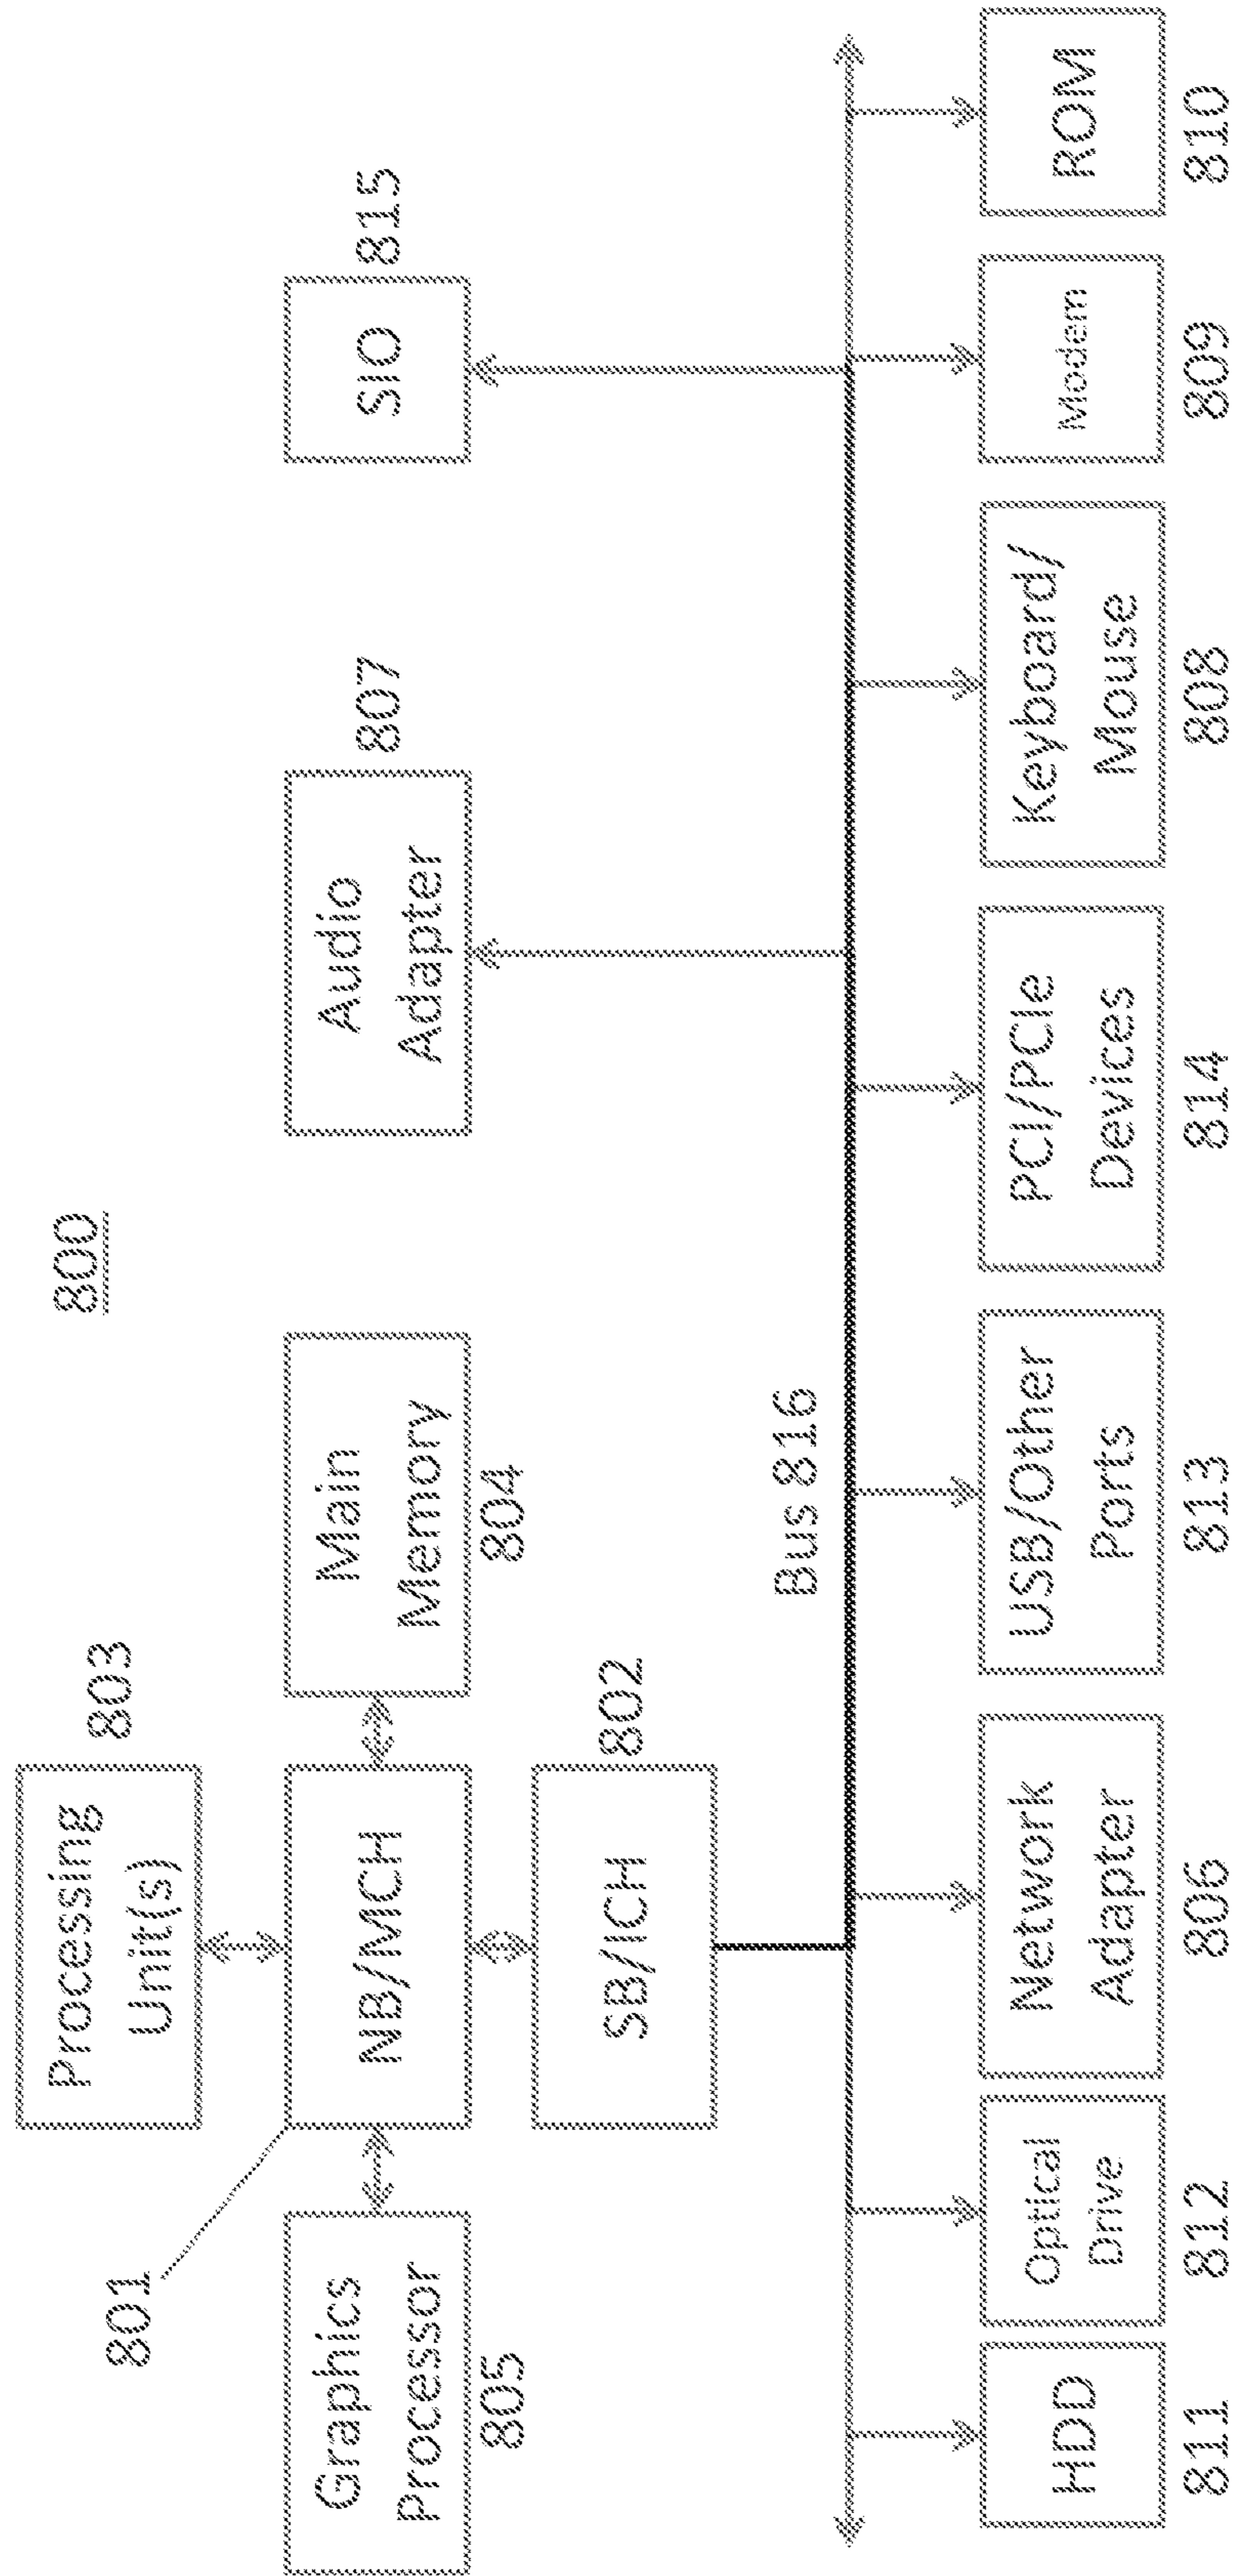 800
Processing
Unit(s)
803
801
Graphics
Processor
805
NB/MCH
Main
Memory
804
Audio
Adapter
807
SIO
815
SB/ICH
802
Bus 816
HDD
811
Optical
Drive
812
Network
Adapter
806
USB/Other
Ports
813
PCI/PCIe
Devices
814
Keyboard/
Mouse
808
Modem
809
ROM
810